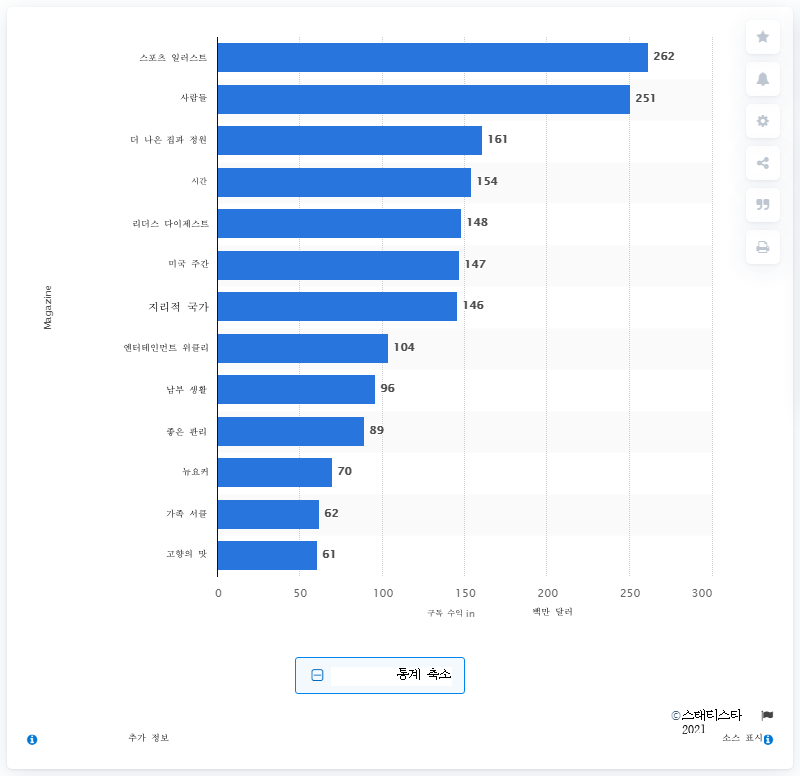 스포츠 일러스트 262
사람들 251
더 나은 집과 정원 161
시간 154
리더스 다이제스트 148
미국 주간 147
지리적 국가 146
엔터테인먼트 위클리 104
남부 생활 96
좋은 관리 89
뉴요커 70
가족 서클 62
고향의 맛 61
Magazine
0 50 100 150 200 250 300
구독 수익 in 백만 달러
통계 축소
©스태티스타
2021
추가 정보
소스 표시